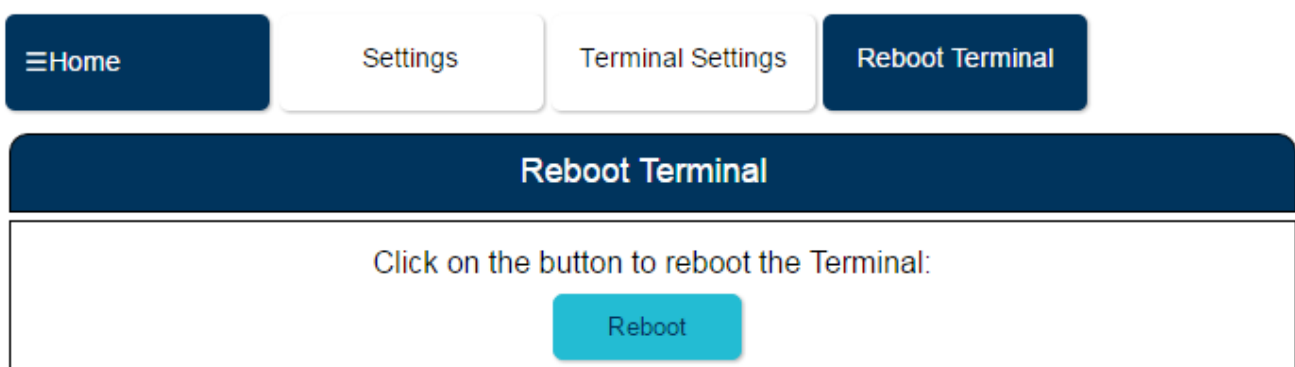 ☰Home Settings Terminal Settings Reboot Terminal
Reboot Terminal
Click on the button to reboot the Terminal:
Reboot